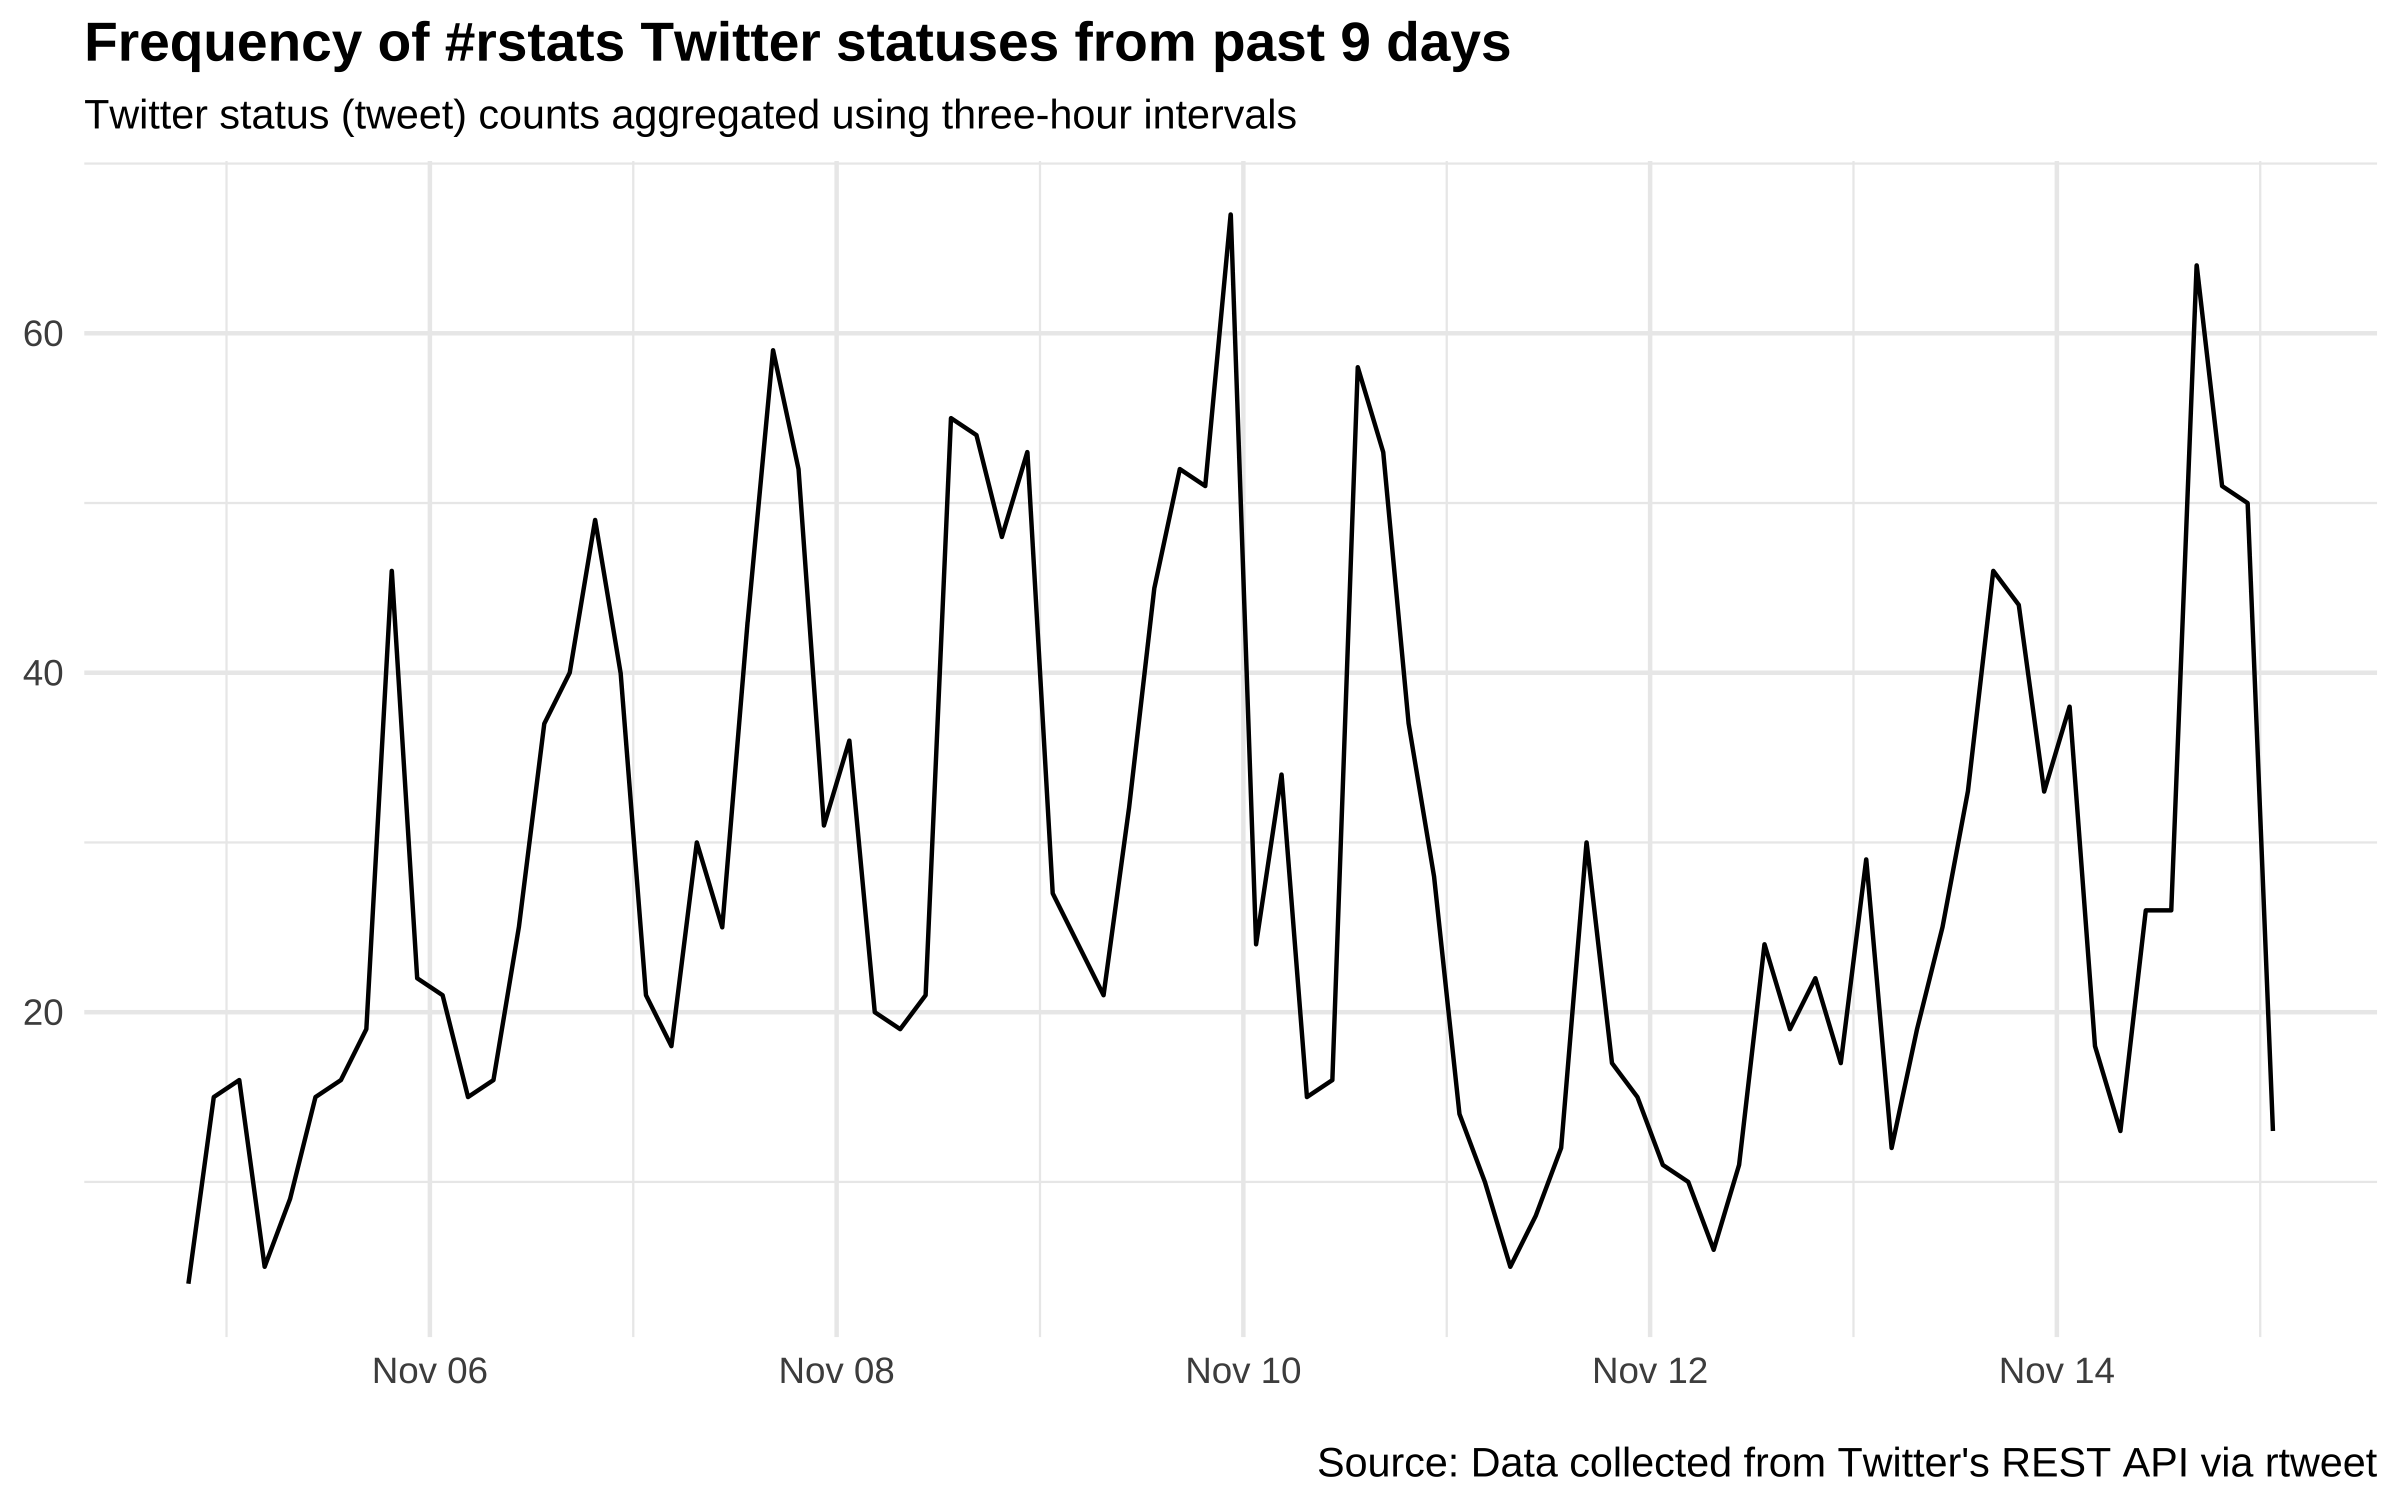 Frequency of #rstats Twitter statuses from past 9 days
Twitter status (tweet) counts aggregated using three-hour intervals
60
40
20
Nov 06 Nov 08 Nov 10 Nov 12 Nov 14
Source: Data collected from Twitter's REST API via rtweet